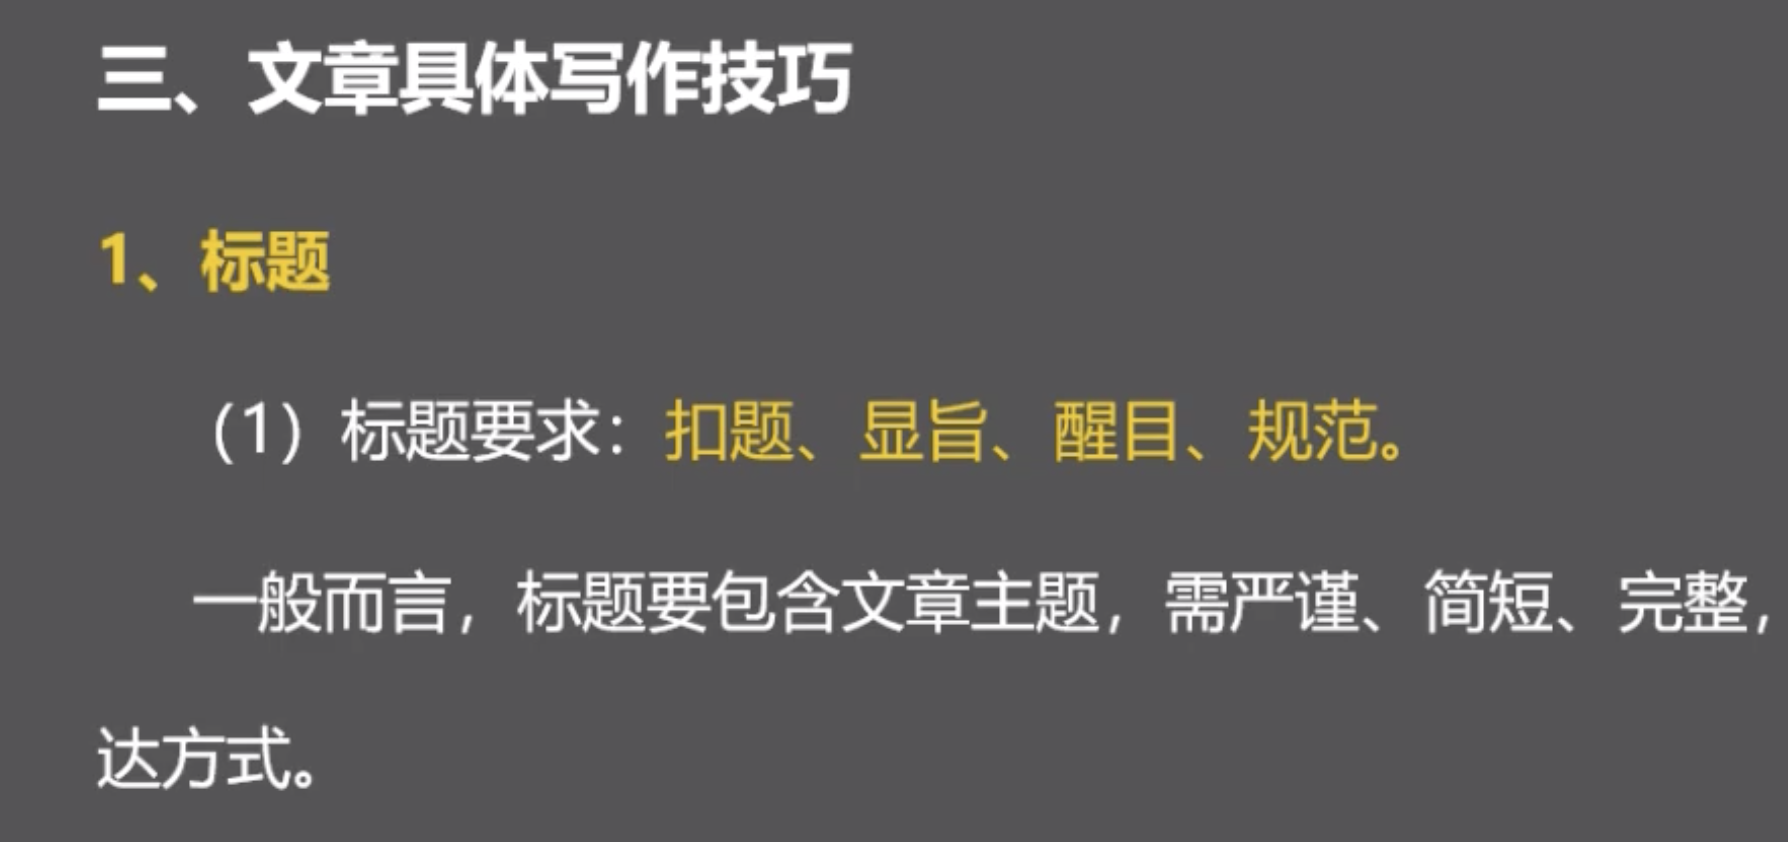 三、文章具体写作技巧
1、标题
（1）标题要求：扣题、显旨、醒目、规范。
一般而言，标题要包含文章主题，需严谨、简短、完整，
达方式。